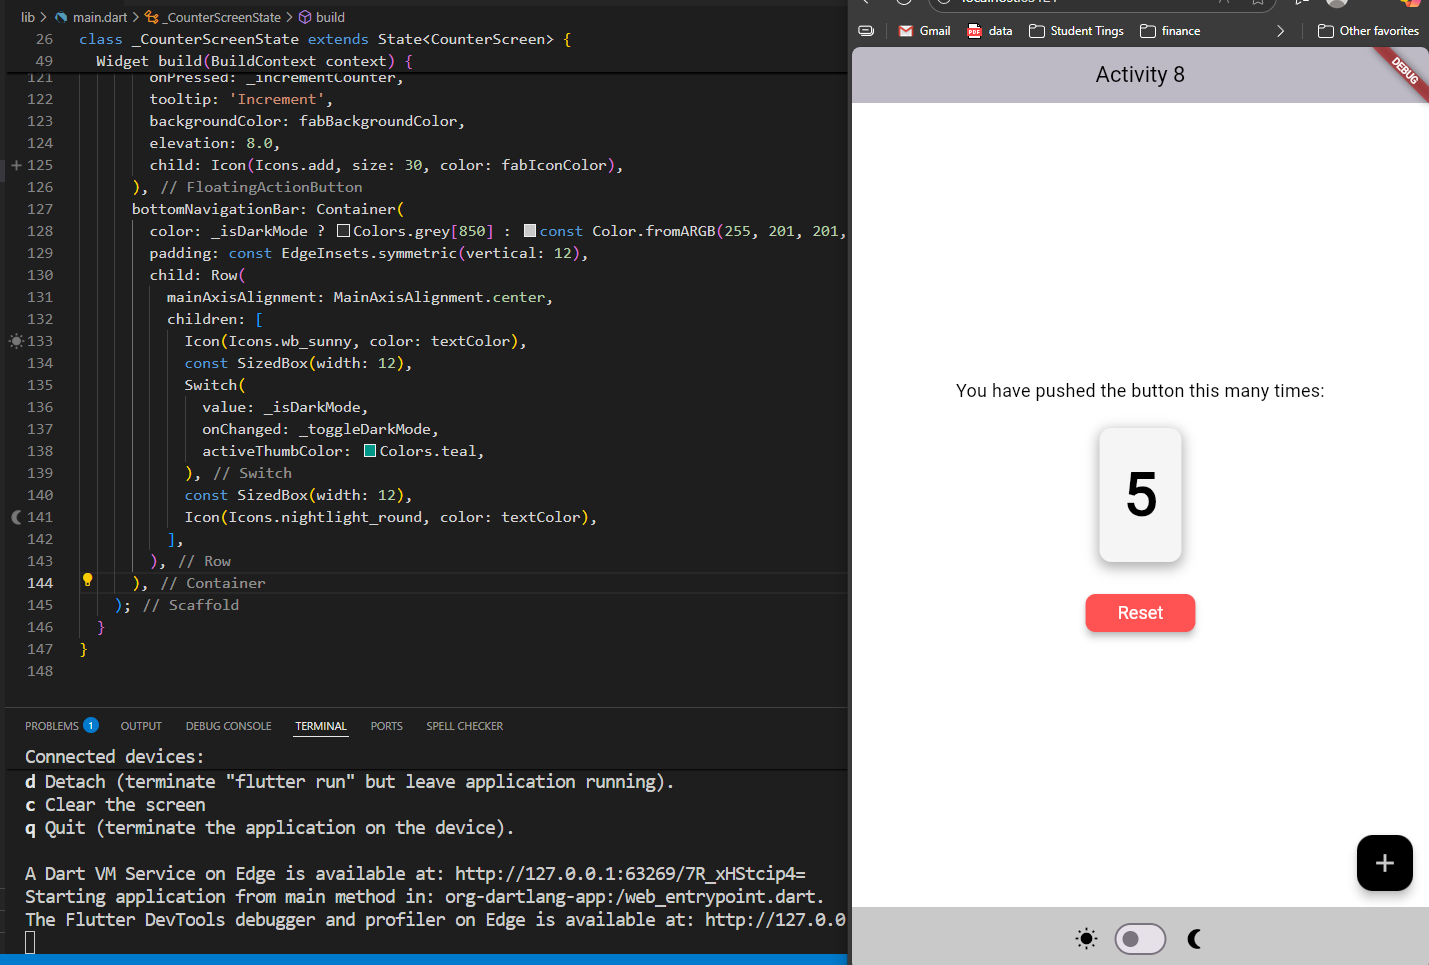 lib > main.dart > _CounterScreenState > build
26 class _CounterScreenState extends State<CounterScreen> {
49 Widget build(BuildContext context) {
121 onPressed: _incrementCounter,
122 tooltip: 'Increment',
123 backgroundColor: fabBackgroundColor,
124 elevation: 8.0,
125 child: Icon(Icons.add, size: 30, color: fabIconColor),
126 ), // FloatingActionButton
127 bottomNavigationBar: Container(
128 color: _isDarkMode ? Colors.grey[850] : const Color.fromARGB(255, 201, 201,
129 padding: const EdgeInsets.symmetric(vertical: 12),
130 child: Row(
131 mainAxisAlignment: MainAxisAlignment.center,
132 children: [
133 Icon(Icons.wb_sunny, color: textColor),
134 const SizedBox(width: 12),
135 Switch(
136 value: _isDarkMode,
137 onChanged: _toggleDarkMode,
138 activeThumbColor: Colors.teal,
139 ), // Switch
140 const SizedBox(width: 12),
141 Icon(Icons.nightlight_round, color: textColor),
142 ],
143 ), // Row
144 ), // Container
145 ); // Scaffold
146 }
147 }
148
PROBLEMS 1 OUTPUT DEBUG CONSOLE TERMINAL PORTS SPELL CHECKER
Connected devices:
d Detach (terminate "flutter run" but leave application running).
c Clear the screen
q Quit (terminate the application on the device).
A Dart VM Service on Edge is available at: http://127.0.0.1:63269/7R_xHStcip4=
Starting application from main method in: org-dartlang-app:/web_entrypoint.dart.
The Flutter DevTools debugger and profiler on Edge is available at: http://127.0.0
Gmail PDF data Student Tings finance Other favorites
Activity 8
DEBUG
You have pushed the button this many times:
5
Reset
+